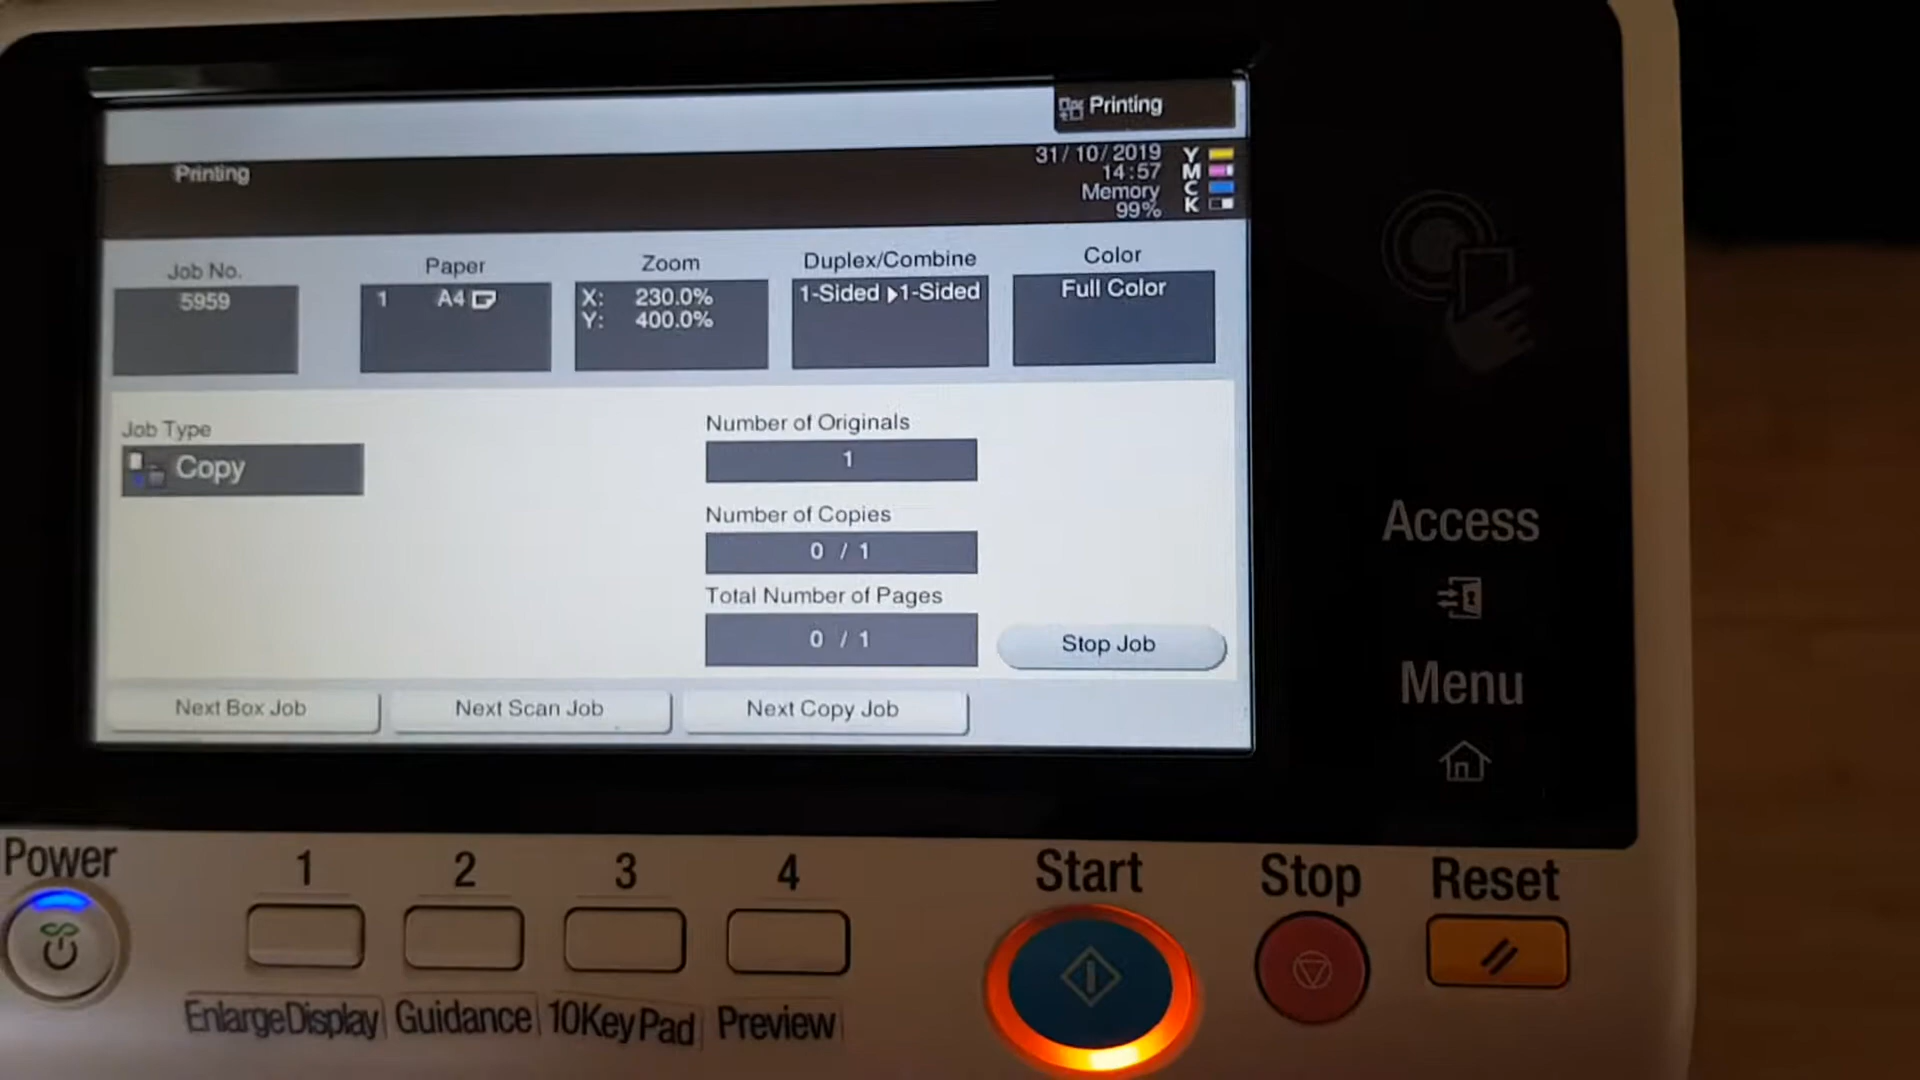 Printing
Printing
31/10/2019
14:57
Memory
99%
Y
M
C
K
Job No.
5959
Paper
1 A4
Zoom
X: 230.0%
Y: 400.0%
Duplex/Combine
1-Sided ▶1-Sided
Color
Full Color
Job Type
Copy
Number of Originals
1
Number of Copies
0 / 1
Total Number of Pages
0 / 1
Stop Job
Next Box Job
Next Scan Job
Next Copy Job
Access
Menu
Power
1
2
3
4
Start
Stop
Reset
EnlargeDisplay
Guidance
10KeyPad
Preview